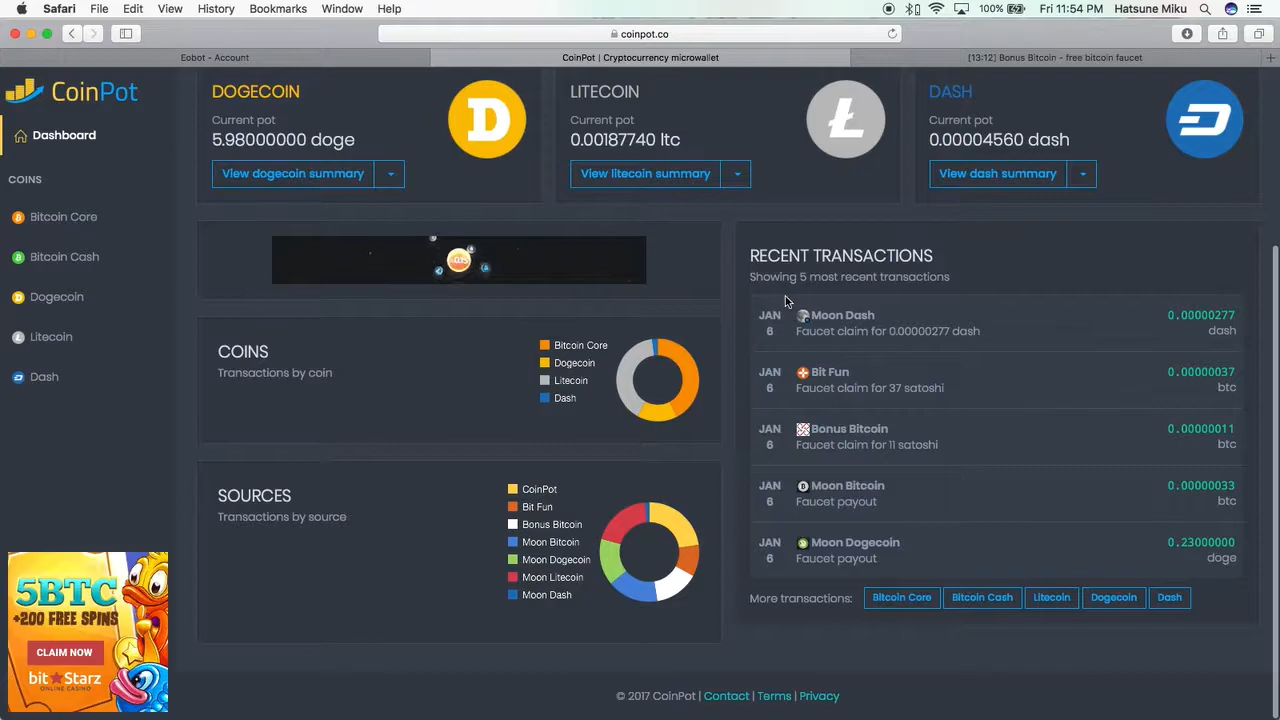 Safari File Edit View History Bookmarks Window Help 100% Fri 11:54 PM Hatsune Miku
coinpot.co
Eobot - Account
CoinPot | Cryptocurrency microwallet
[13:12] Bonus Bitcoin - free bitcoin faucet
CoinPot
Dashboard
COINS
Bitcoin Core
Bitcoin Cash
Dogecoin
Litecoin
Dash
DOGECOIN
Current pot
5.98000000 doge
View dogecoin summary
LITECOIN
Current pot
0.00187740 ltc
View litecoin summary
DASH
Current pot
0.00004560 dash
View dash summary
COINS
Transactions by coin
Bitcoin Core
Dogecoin
Litecoin
Dash
SOURCES
Transactions by source
CoinPot
Bit Fun
Bonus Bitcoin
Moon Bitcoin
Moon Dogecoin
Moon Litecoin
Moon Dash
RECENT TRANSACTIONS
Showing 5 most recent transactions
JAN Moon Dash 0.00000277
6 Faucet claim for 0.00000277 dash dash
JAN Bit Fun 0.00000037
6 Faucet claim for 37 satoshi btc
JAN Bonus Bitcoin 0.00000011
6 Faucet claim for 11 satoshi btc
JAN Moon Bitcoin 0.00000033
6 Faucet payout btc
JAN Moon Dogecoin 0.23000000
6 Faucet payout doge
More transactions: Bitcoin Core Bitcoin Cash Litecoin Dogecoin Dash
5BTC
+200 FREE SPINS
CLAIM NOW
bit★Starz
ONLINE CASINO
© 2017 CoinPot | Contact | Terms | Privacy